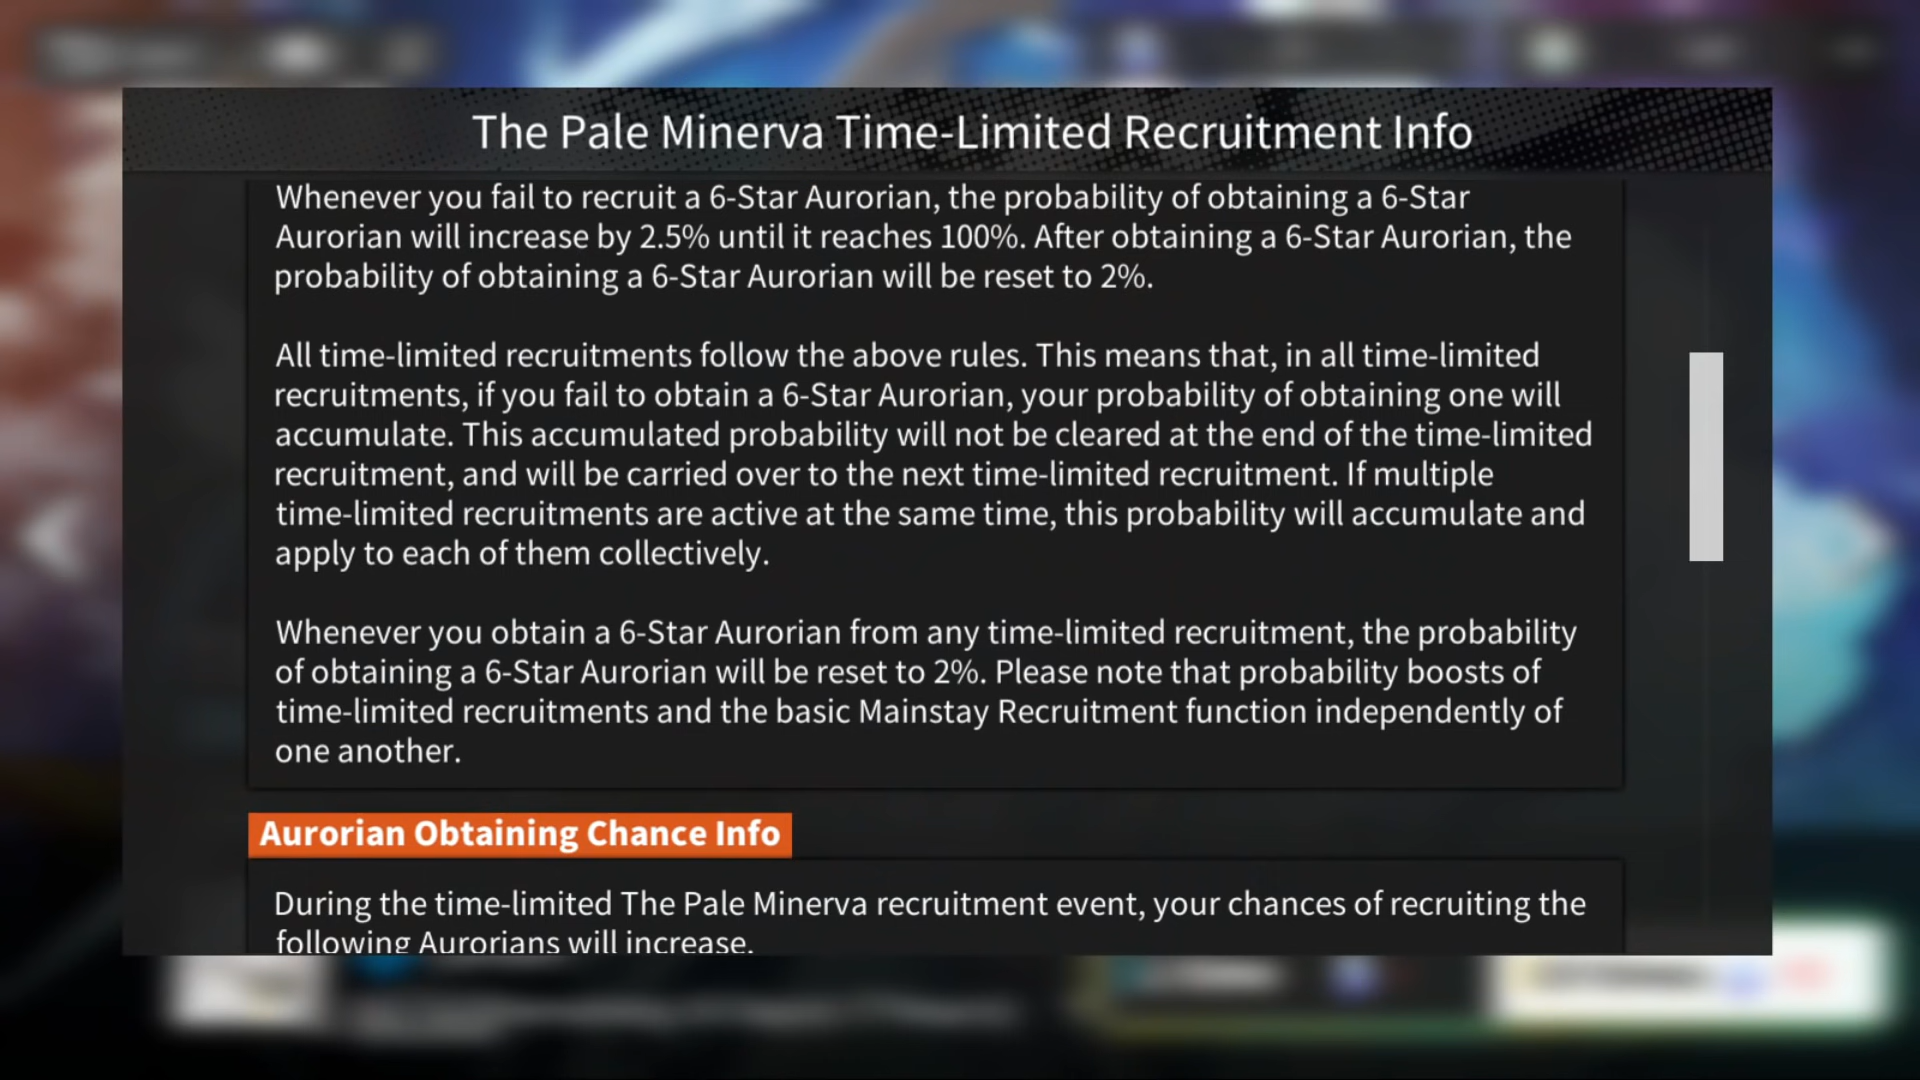 The Pale Minerva Time-Limited Recruitment Info
Whenever you fail to recruit a 6-Star Aurorian, the probability of obtaining a 6-Star
Aurorian will increase by 2.5% until it reaches 100%. After obtaining a 6-Star Aurorian, the
probability of obtaining a 6-Star Aurorian will be reset to 2%.
All time-limited recruitments follow the above rules. This means that, in all time-limited
recruitments, if you fail to obtain a 6-Star Aurorian, your probability of obtaining one will
accumulate. This accumulated probability will not be cleared at the end of the time-limited
recruitment, and will be carried over to the next time-limited recruitment. If multiple
time-limited recruitments are active at the same time, this probability will accumulate and
apply to each of them collectively.
Whenever you obtain a 6-Star Aurorian from any time-limited recruitment, the probability
of obtaining a 6-Star Aurorian will be reset to 2%. Please note that probability boosts of
time-limited recruitments and the basic Mainstay Recruitment function independently of
one another.
Aurorian Obtaining Chance Info
During the time-limited The Pale Minerva recruitment event, your chances of recruiting the
following Aurorians will increase.